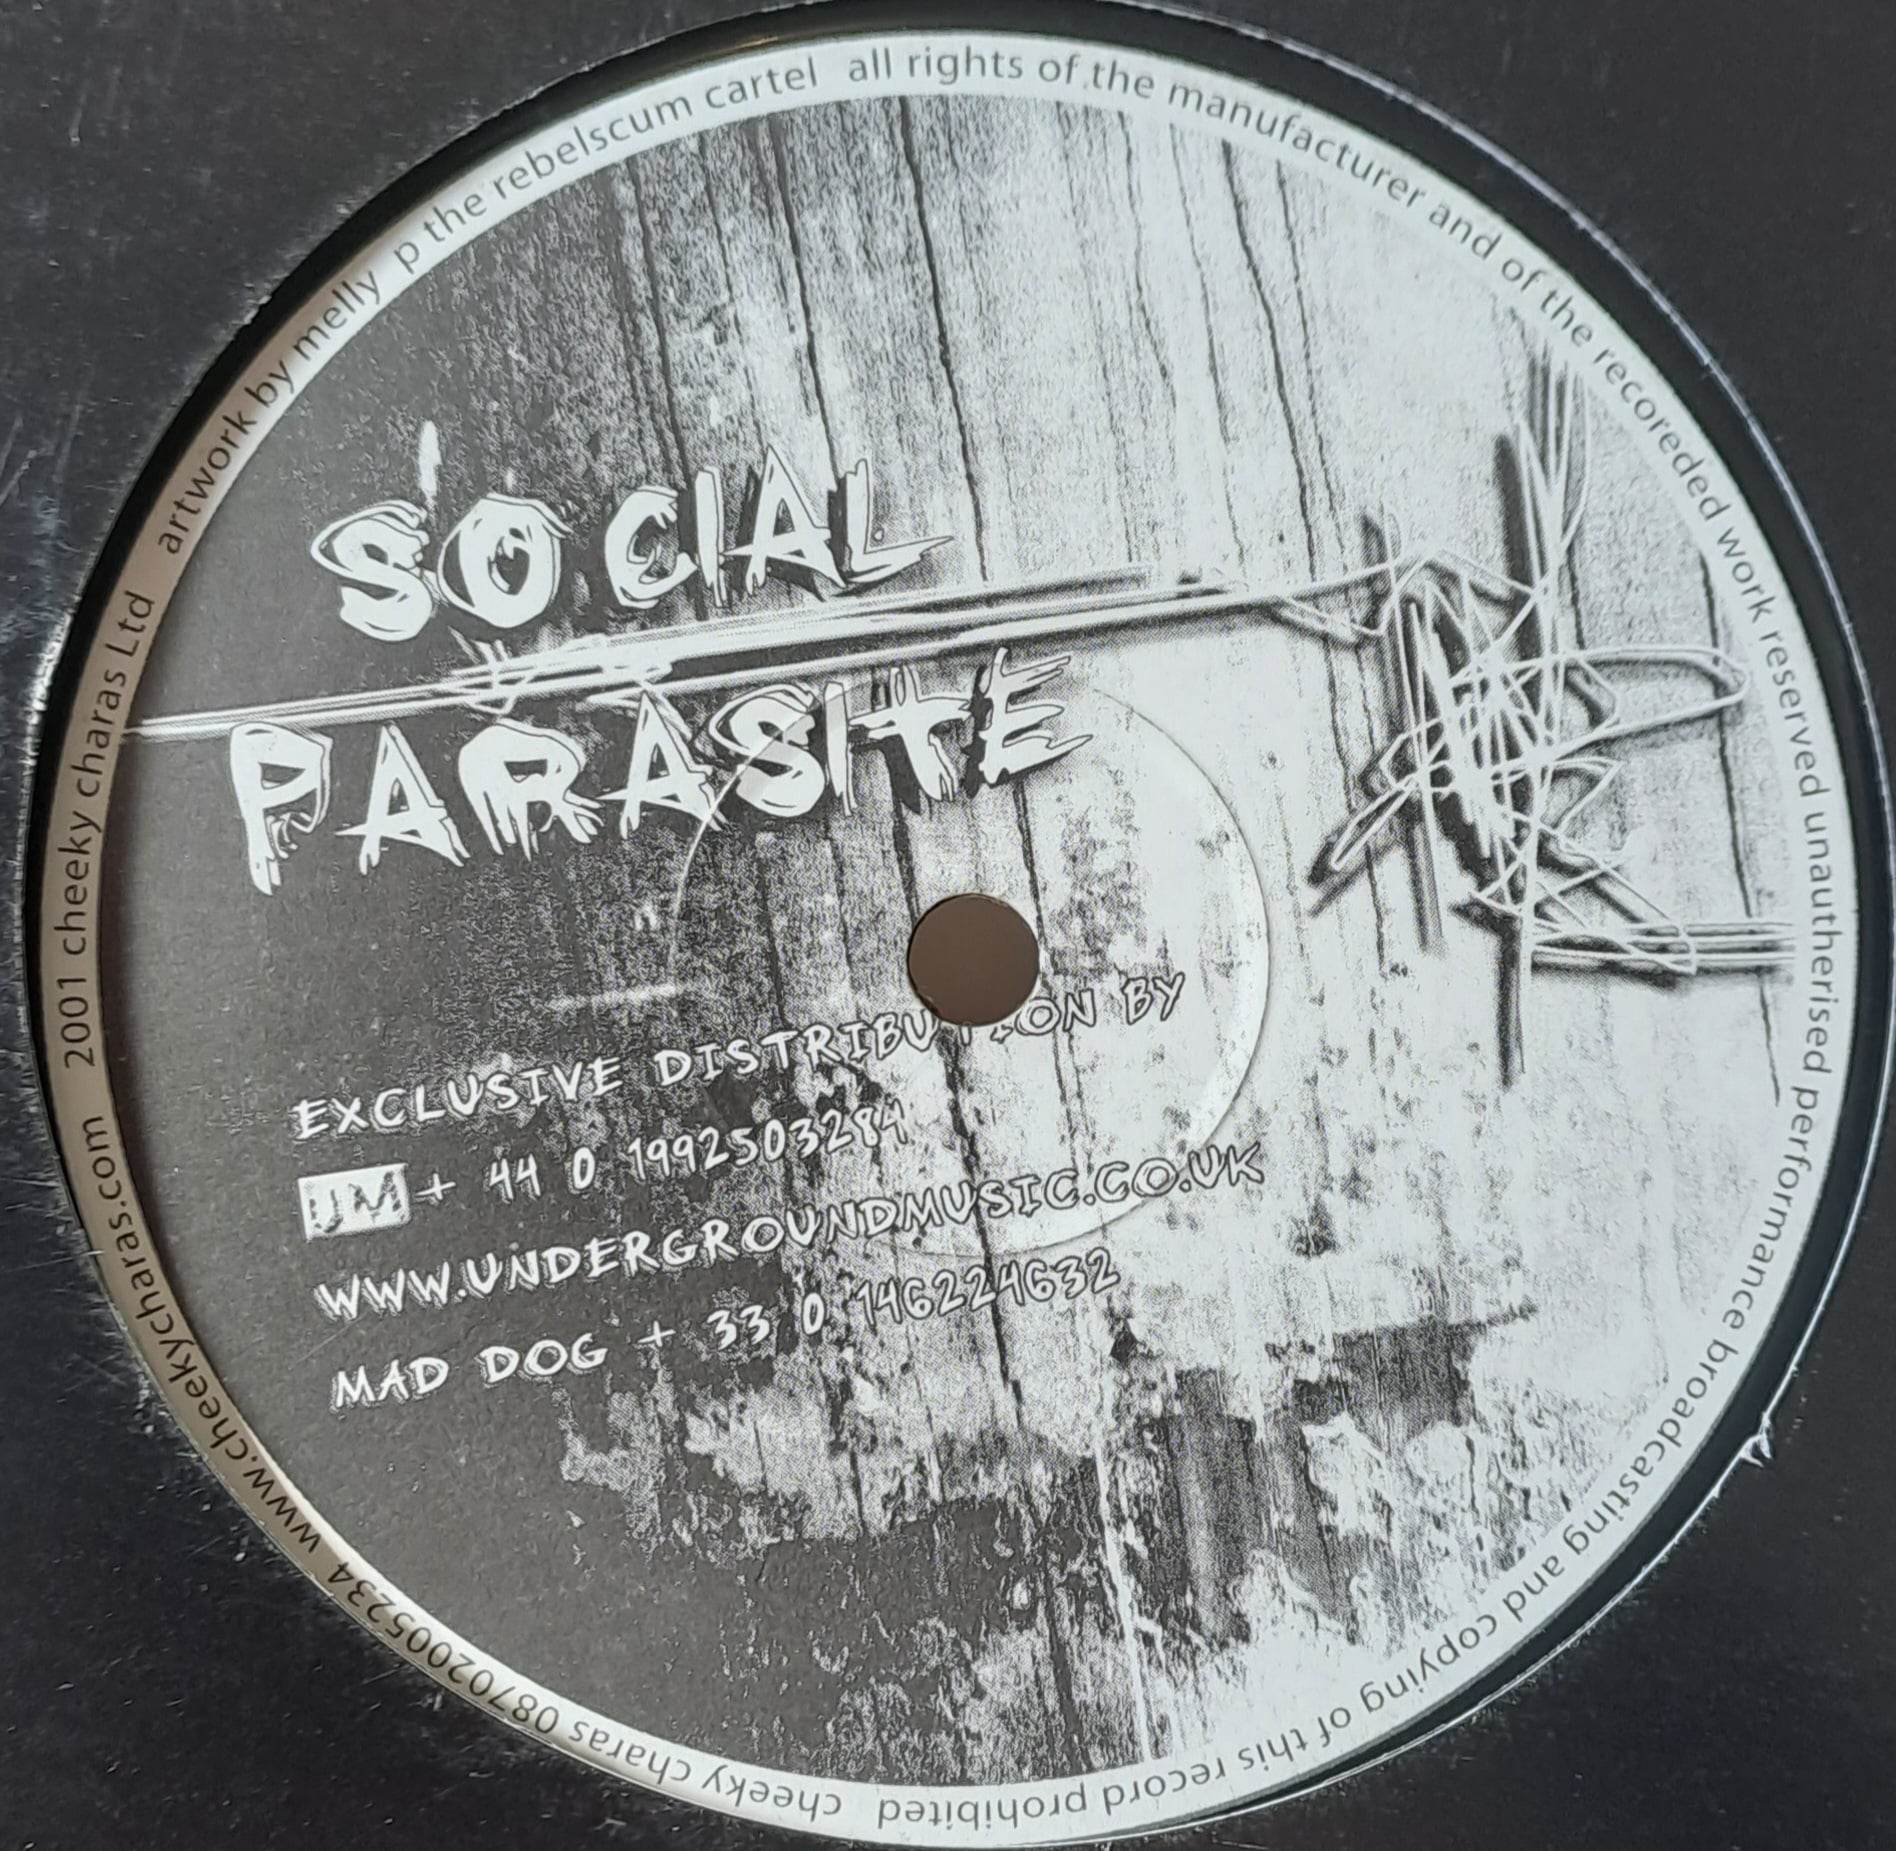 SOCIAL
PARASITE
EXCLUSIVE DISTRIBUTION BY
UM + 44 0 1992503284
WWW.UNDERGROUNDMUSIC.CO.UK
MAD DOG + 33 0 146224632
2001 cheeky charas Ltd artwork by melly p the rebelscum cartel all rights of the manufacturer and of the recoreded work reserved unautherised performance broadcasting and copying of this record prohibited cheeky charas 08702005234 www.cheekycharas.com